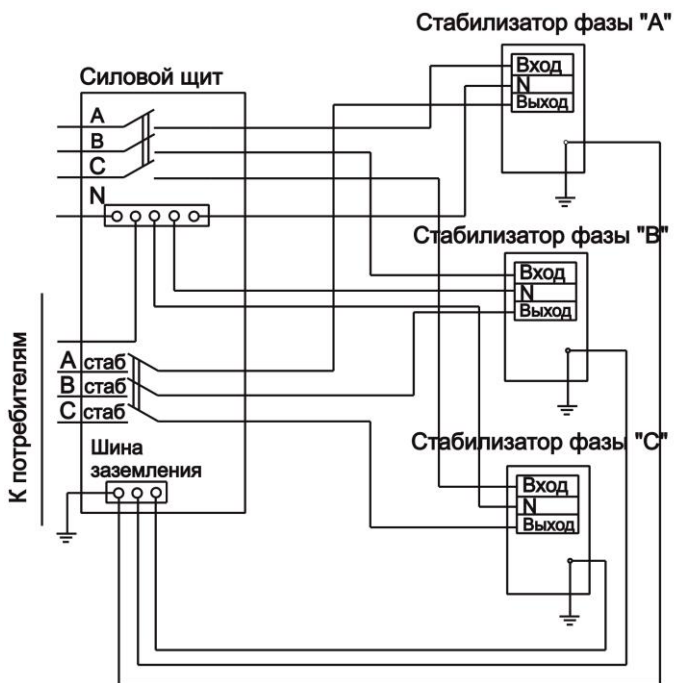 Стабилизатор фазы "А"
Силовой щит
Вход
N
Выход
А
В
С
N
Стабилизатор фазы "В"
Вход
N
Выход
К потребителям
А стаб
В стаб
С стаб
Стабилизатор фазы "С"
Шина
заземления
Вход
N
Выход